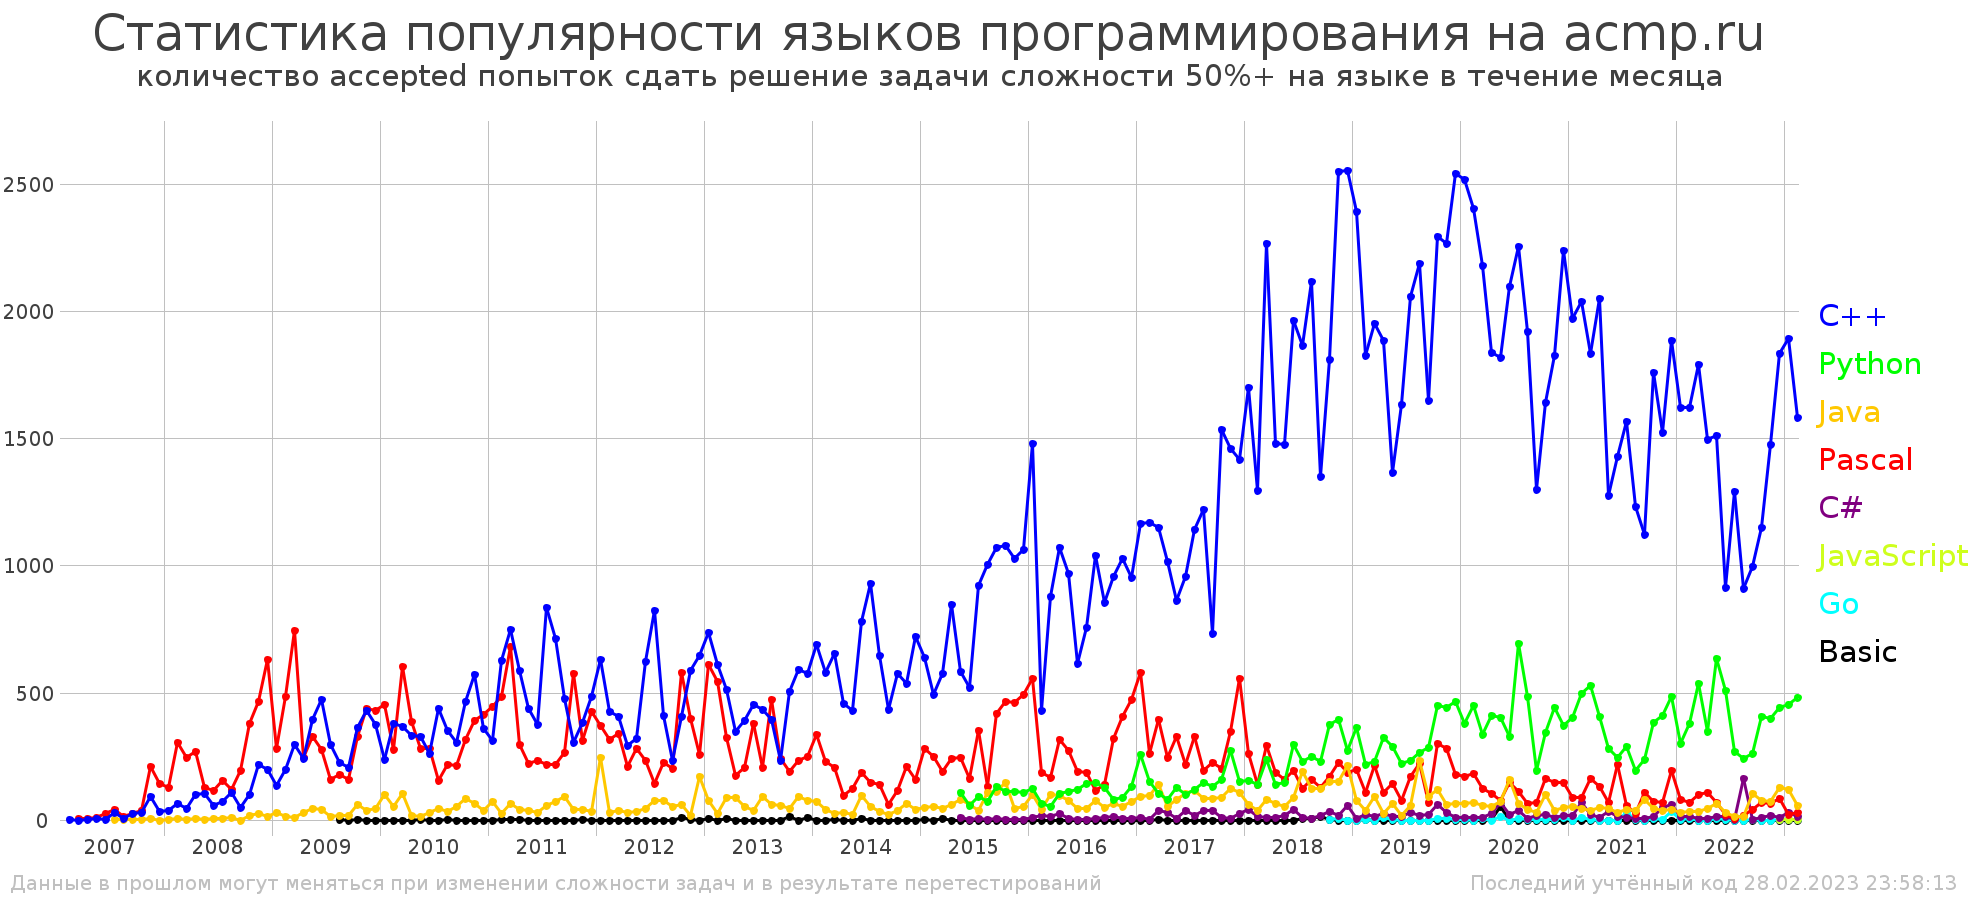 Статистика популярности языков программирования на acmp.ru
количество accepted попыток сдать решение задачи сложности 50%+ на языке в течение месяца
2500
2000
1500
1000
500
0
C++
Python
Java
Pascal
C#
JavaScript
Go
Basic
2007 2008 2009 2010 2011 2012 2013 2014 2015 2016 2017 2018 2019 2020 2021 2022
Данные в прошлом могут меняться при изменении сложности задач и в результате перетестирований
Последний учтённый код 28.02.2023 23:58:13